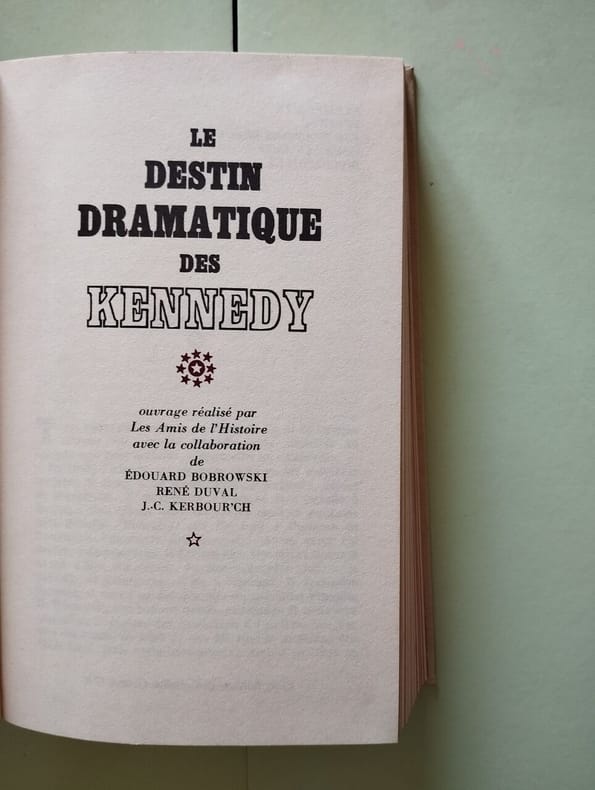 LE
DESTIN
DRAMATIQUE
DES
KENNEDY
ouvrage réalisé par
Les Amis de l'Histoire
avec la collaboration
de
ÉDOUARD BOBROWSKI
RENÉ DUVAL
J.-C. KERBOUR'CH